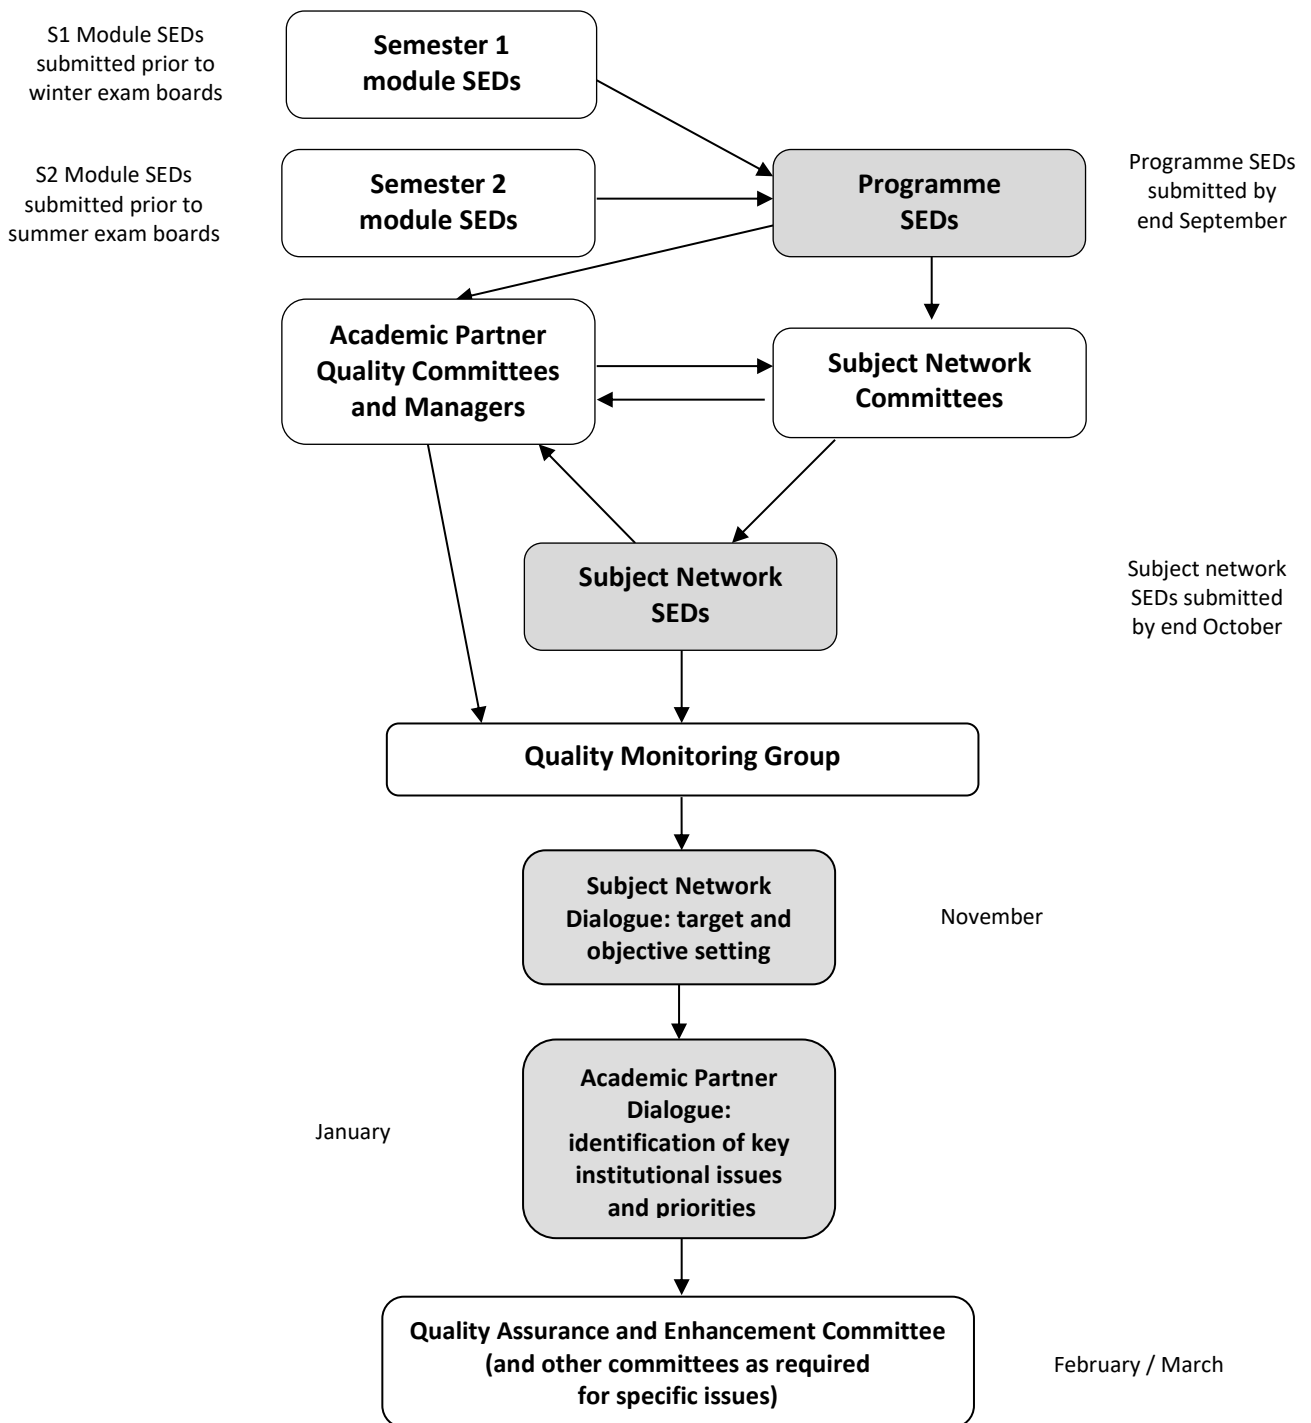 S1 Module SEDs
submitted prior to
winter exam boards
Semester 1
module SEDs
S2 Module SEDs
submitted prior to
summer exam boards
Semester 2
module SEDs
Programme
SEDs
Programme SEDs
submitted by
end September
Academic Partner
Quality Committees
and Managers
Subject Network
Committees
Subject Network
SEDs
Subject network
SEDs submitted
by end October
Quality Monitoring Group
Subject Network
Dialogue: target and
objective setting
November
Academic Partner
Dialogue:
identification of key
institutional issues
and priorities
January
Quality Assurance and Enhancement Committee
(and other committees as required
for specific issues)
February / March